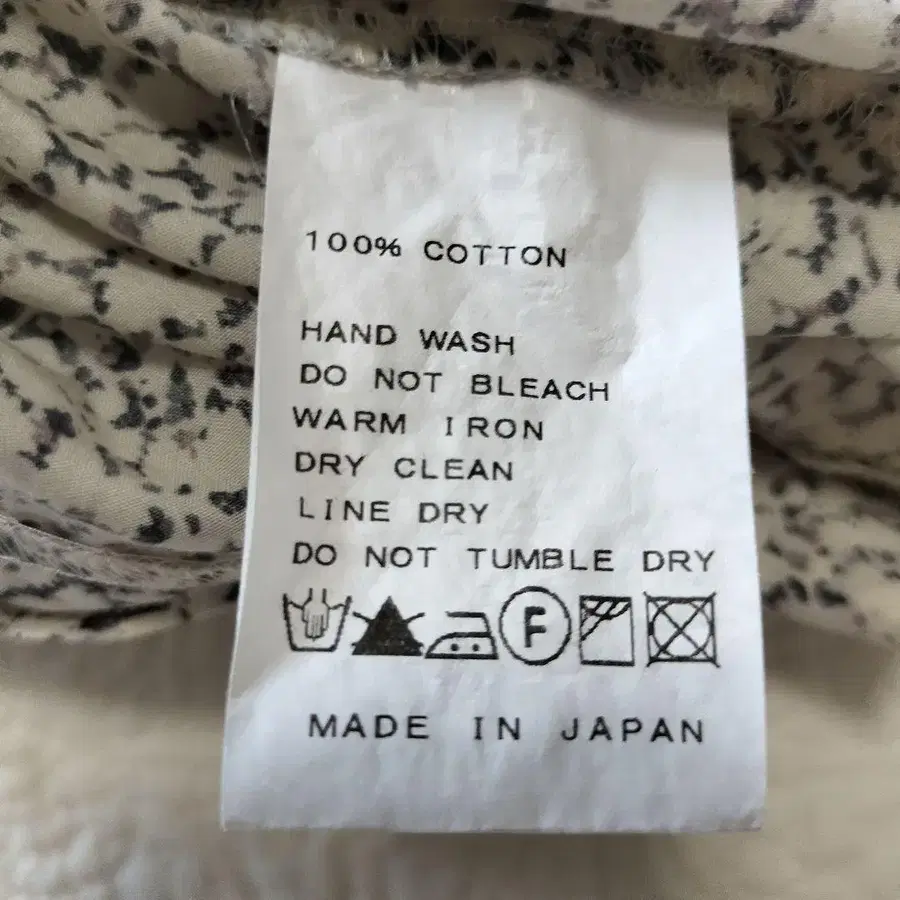 100% COTTON
HAND WASH
DO NOT BLEACH
WARM IRON
DRY CLEAN
LINE DRY
DO NOT TUMBLE DRY
F
MADE IN JAPAN